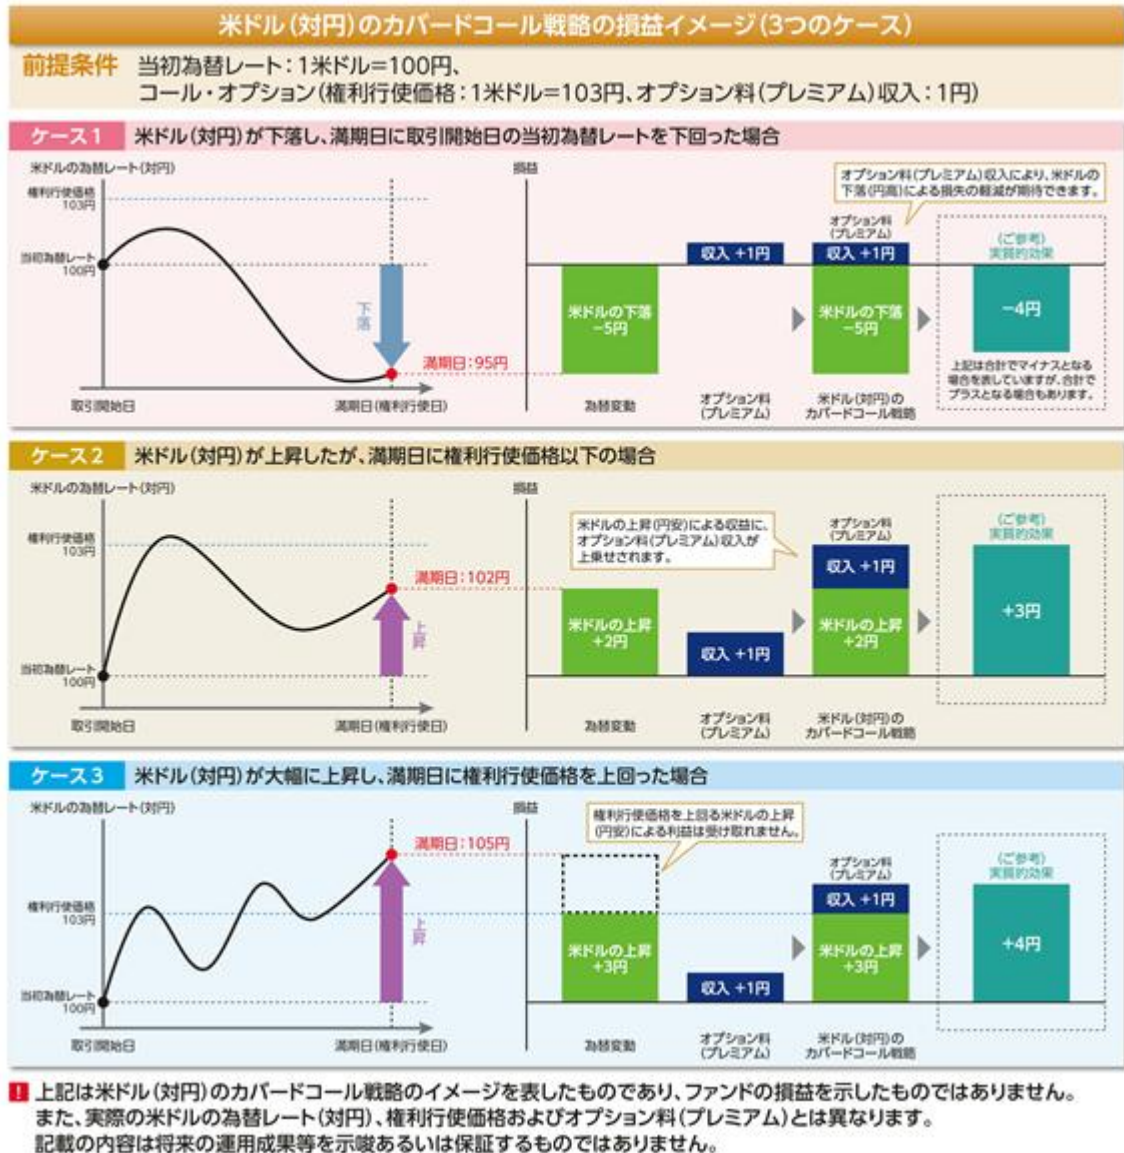 米ドル(対円)のカバードコール戦略の損益イメージ(3つのケース)
前提条件 当初為替レート:1米ドル=100円、
コール・オプション(権利行使価格:1米ドル=103円、オプション料(プレミアム)収入:1円)
ケース1 米ドル(対円)が下落し、満期日に取引開始日の当初為替レートを下回った場合
米ドルの為替レート(対円)
権利行使価格
103円
当初為替レート
100円
下落
満期日:95円
取引開始日
満期日(権利行使日)
損益
オプション料(プレミアム)収入により、米ドルの
下落(円高)による損失の軽減が期待できます。
米ドルの下落
−5円
為替変動
収入 +1円
オプション料
(プレミアム)
オプション料
(プレミアム)
収入 +1円
米ドルの下落
−5円
米ドル(対円)の
カバードコール戦略
(ご参考)
実質的効果
−4円
上記は合計でマイナスとなる
場合を表していますが、合計で
プラスとなる場合もあります。
ケース2 米ドル(対円)が上昇したが、満期日に権利行使価格以下の場合
米ドルの為替レート(対円)
権利行使価格
103円
当初為替レート
100円
上昇
満期日:102円
取引開始日
満期日(権利行使日)
損益
米ドルの上昇(円安)による収益に、
オプション料(プレミアム)収入が
上乗せされます。
米ドルの上昇
+2円
為替変動
収入 +1円
オプション料
(プレミアム)
オプション料
(プレミアム)
収入 +1円
米ドルの上昇
+2円
米ドル(対円)の
カバードコール戦略
(ご参考)
実質的効果
+3円
ケース3 米ドル(対円)が大幅に上昇し、満期日に権利行使価格を上回った場合
米ドルの為替レート(対円)
権利行使価格
103円
当初為替レート
100円
上昇
満期日:105円
取引開始日
満期日(権利行使日)
損益
権利行使価格を上回る米ドルの上昇
(円安)による利益は受け取れません。
米ドルの上昇
+3円
為替変動
収入 +1円
オプション料
(プレミアム)
オプション料
(プレミアム)
収入 +1円
米ドルの上昇
+3円
米ドル(対円)の
カバードコール戦略
(ご参考)
実質的効果
+4円
! 上記は米ドル(対円)のカバードコール戦略のイメージを表したものであり、ファンドの損益を示したものではありません。
また、実際の米ドルの為替レート(対円)、権利行使価格およびオプション料(プレミアム)とは異なります。
記載の内容は将来の運用成果等を示唆あるいは保証するものではありません。